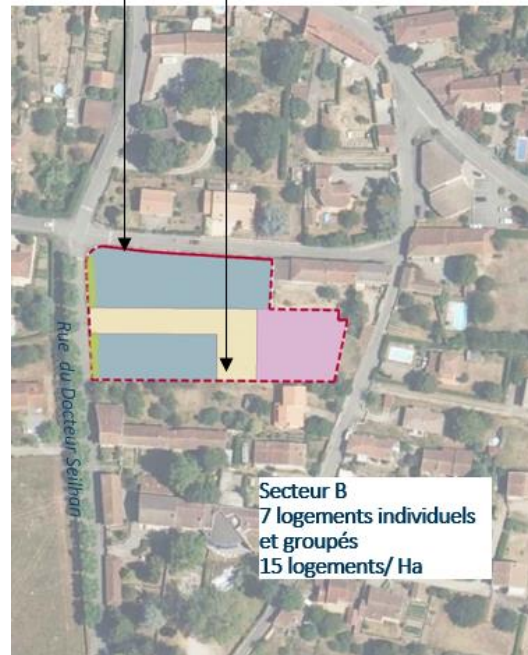 Rue du Docteur Seilhan
Secteur B
7 logements individuels
et groupés
15 logements/ Ha